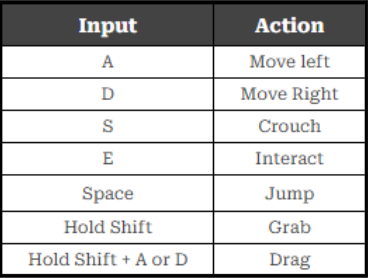 Input Action
A Move left
D Move Right
S Crouch
E Interact
Space Jump
Hold Shift Grab
Hold Shift + A or D Drag